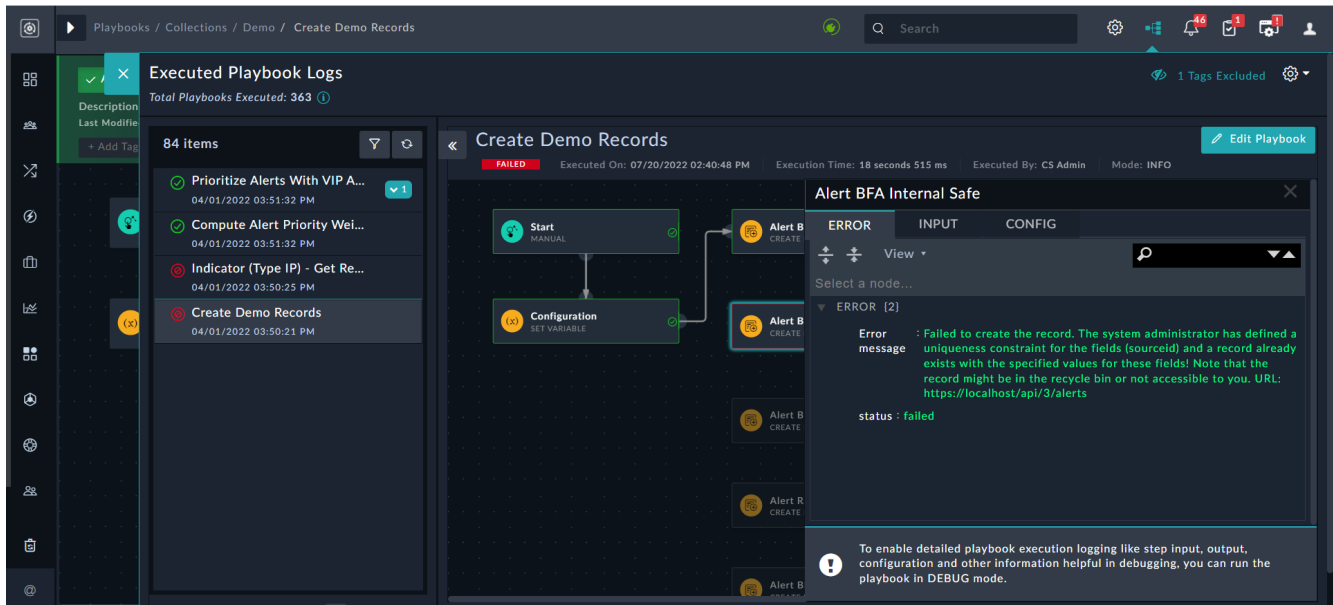 Playbooks / Collections / Demo / Create Demo Records
Search
46
1
!
Executed Playbook Logs
Total Playbooks Executed: 363
1 Tags Excluded
Description
Last Modifie
+ Add Tag
84 items
Prioritize Alerts With VIP A...
04/01/2022 03:51:32 PM
1
Compute Alert Priority Wei...
04/01/2022 03:51:32 PM
Indicator (Type IP) - Get Re...
04/01/2022 03:50:25 PM
Create Demo Records
04/01/2022 03:50:21 PM
(x)
«
Create Demo Records
Edit Playbook
FAILED
Executed On: 07/20/2022 02:40:48 PM
Execution Time: 18 seconds 515 ms
Executed By: CS Admin
Mode: INFO
Start
MANUAL
(x)
Configuration
SET VARIABLE
Alert B
CREATE
Alert B
CREATE
Alert B
CREATE
Alert R
CREATE
Alert B
Alert BFA Internal Safe
ERROR
INPUT
CONFIG
View
Select a node...
ERROR {2}
Error message : Failed to create the record. The system administrator has defined a
uniqueness constraint for the fields (sourceid) and a record already
exists with the specified values for these fields! Note that the
record might be in the recycle bin or not accessible to you. URL:
https://localhost/api/3/alerts
status : failed
To enable detailed playbook execution logging like step input, output,
configuration and other information helpful in debugging, you can run the
playbook in DEBUG mode.
@